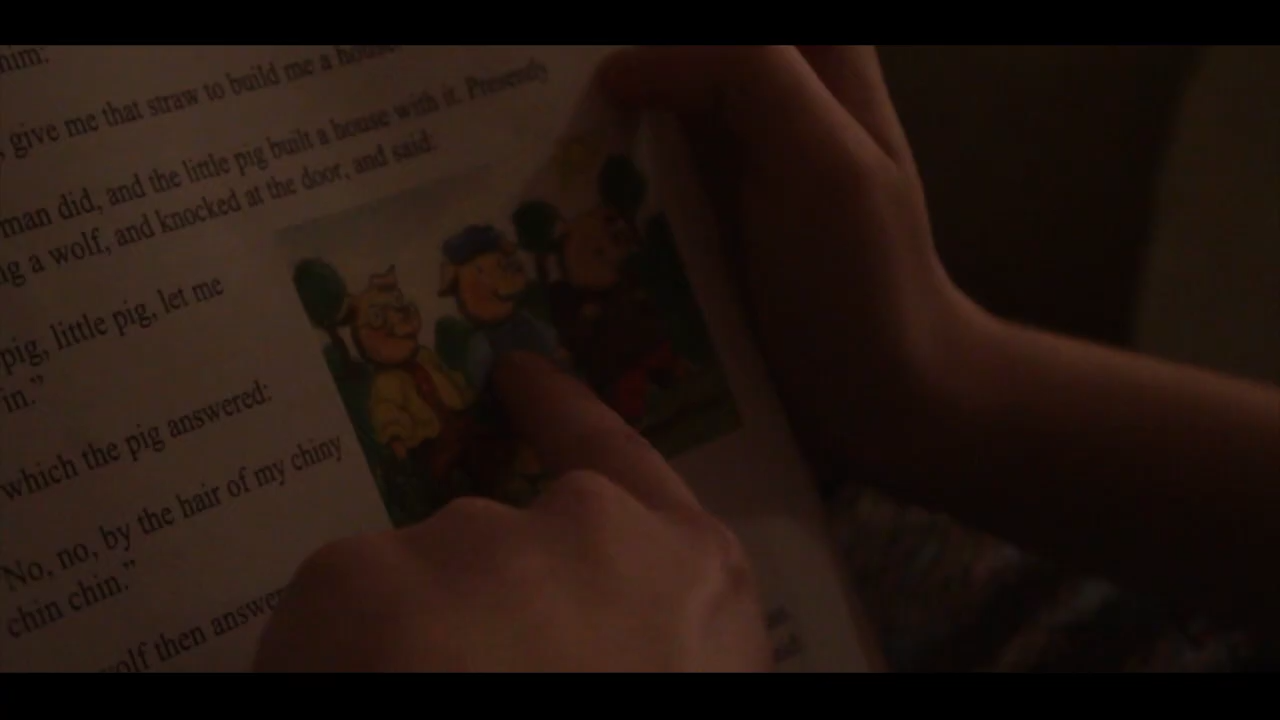 him:
, give me that straw to build me a house
man did, and the little pig built a house with it. Presently
ng a wolf, and knocked at the door, and said:
pig, little pig, let me
in.”
which the pig answered:
No, no, by the hair of my chiny
chin chin.”
wolf then answer